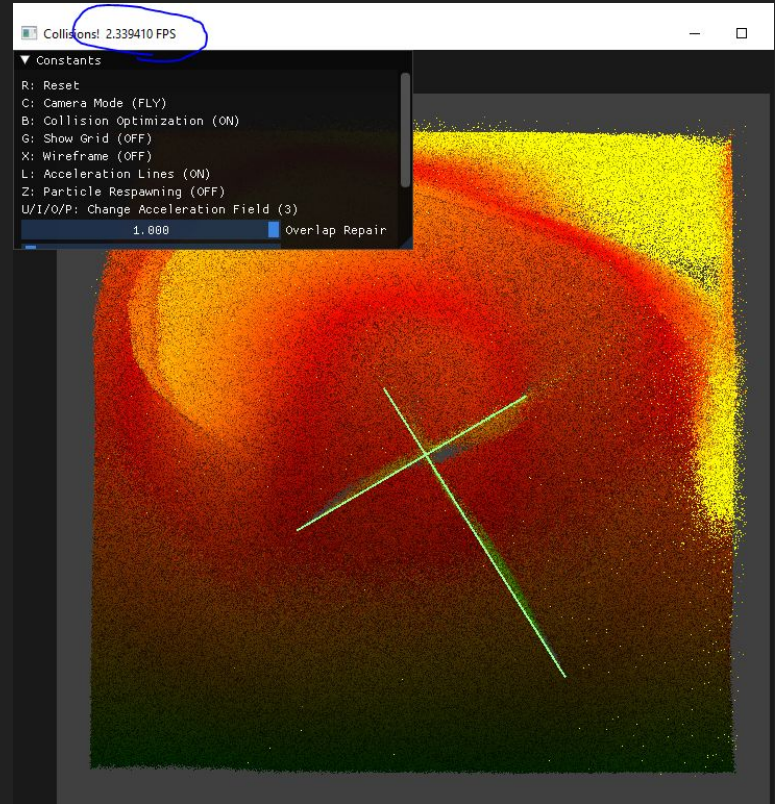 Collisions! 2.339410 FPS
▼ Constants
R: Reset
C: Camera Mode (FLY)
B: Collision Optimization (ON)
G: Show Grid (OFF)
X: Wireframe (OFF)
L: Acceleration Lines (ON)
Z: Particle Respawning (OFF)
U/I/O/P: Change Acceleration Field (3)
1.000 Overlap Repair